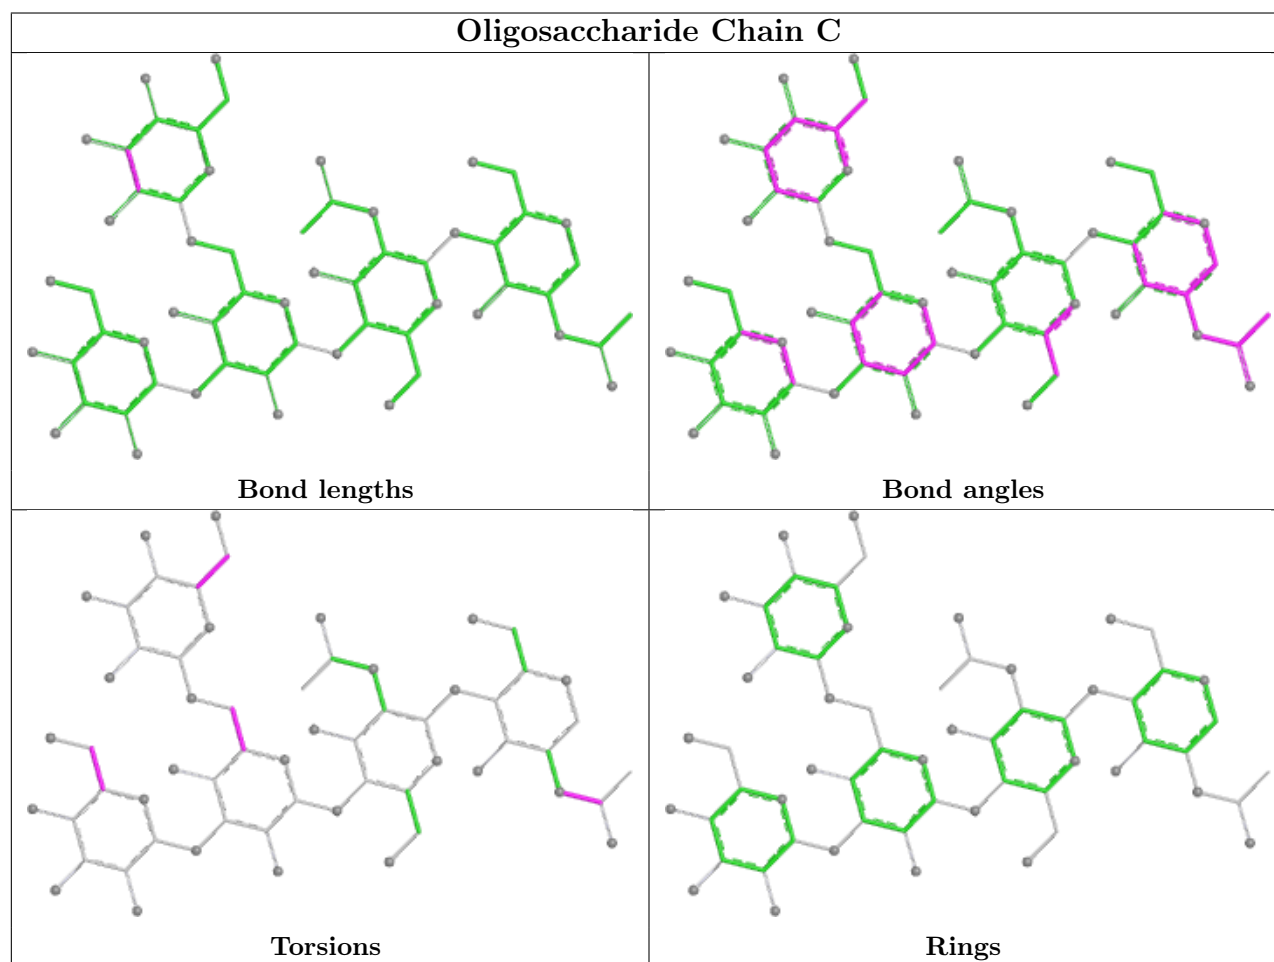 Oligosaccharide Chain C
Bond lengths
Bond angles
Torsions
Rings